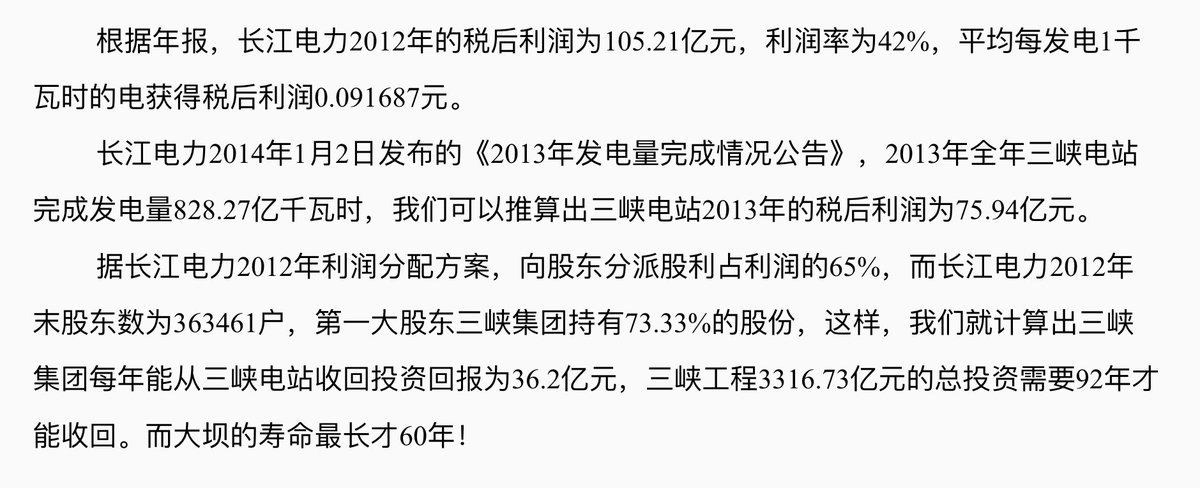 根据年报，长江电力2012年的税后利润为105.21亿元，利润率为42%，平均每发电1千
瓦时的电获得税后利润0.091687元。
长江电力2014年1月2日发布的《2013年发电量完成情况公告》，2013年全年三峡电站
完成发电量828.27亿千瓦时，我们可以推算出三峡电站2013年的税后利润为75.94亿元。
据长江电力2012年利润分配方案，向股东分派股利占利润的65%，而长江电力2012年
末股东数为363461户，第一大股东三峡集团持有73.33%的股份，这样，我们就计算出三峡
集团每年能从三峡电站收回投资回报为36.2亿元，三峡工程3316.73亿元的总投资需要92年才
能收回。而大坝的寿命最长才60年！